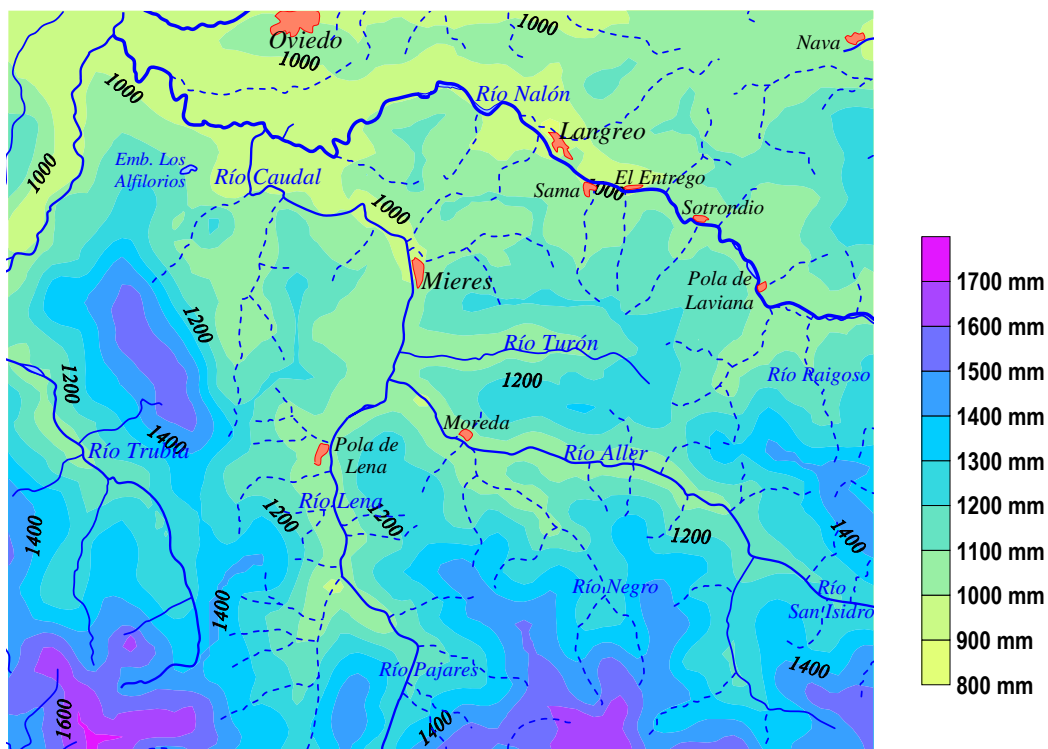 1000
Oviedo
1000
Nava
1000
Río Nalón
Langreo
Emb. Los
Alfilorios
Río Caudal
1000
El Entrego
Sama
1000
Sotrondio
1000
Mieres
Pola de
Laviana
1200
Río Turón
1200
1200
Río Raigoso
Moreda
1400
Río Trubia
Pola de
Lena
Río Aller
Río Lena
1200
1200
1400
1200
1400
Río Negro
Río
San Isidro
1400
Río Pajares
1400
1600
1400
1700 mm
1600 mm
1500 mm
1400 mm
1300 mm
1200 mm
1100 mm
1000 mm
900 mm
800 mm